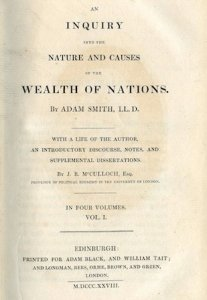 AN
INQUIRY
INTO THE
NATURE AND CAUSES
OF THE
WEALTH OF NATIONS.
BY ADAM SMITH, LL. D.
WITH A LIFE OF THE AUTHOR,
AN INTRODUCTORY DISCOURSE, NOTES, AND
SUPPLEMENTAL DISSERTATIONS.
BY J. R. M'CULLOCH, ESQ.
PROFESSOR OF POLITICAL ECONOMY IN THE UNIVERSITY OF LONDON.
IN FOUR VOLUMES.
VOL. I.
EDINBURGH:
PRINTED FOR ADAM BLACK, AND WILLIAM TAIT;
AND LONGMAN, REES, ORME, BROWN, AND GREEN,
LONDON.
M.DCCC.XXVIII.